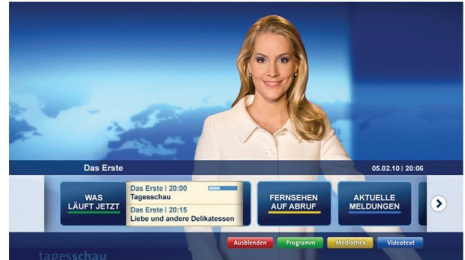 Das Erste
05.02.10 | 20:06
WAS
LÄUFT JETZT
Das Erste | 20:00
Tagesschau
Das Erste | 20:15
Liebe und andere Delikatessen
FERNSEHEN
AUF ABRUF
AKTUELLE
MELDUNGEN
Ausblenden
Programm
Mediathek
Videotext
tagesschau